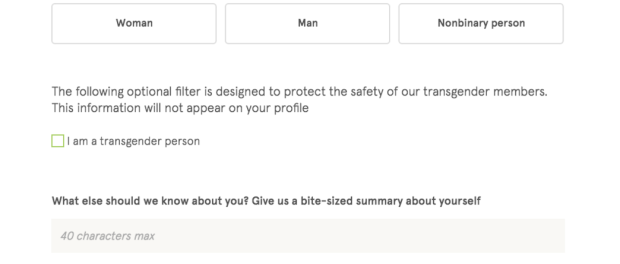 Woman Man Nonbinary person
The following optional filter is designed to protect the safety of our transgender members.
This information will not appear on your profile
I am a transgender person
What else should we know about you? Give us a bite-sized summary about yourself
40 characters max